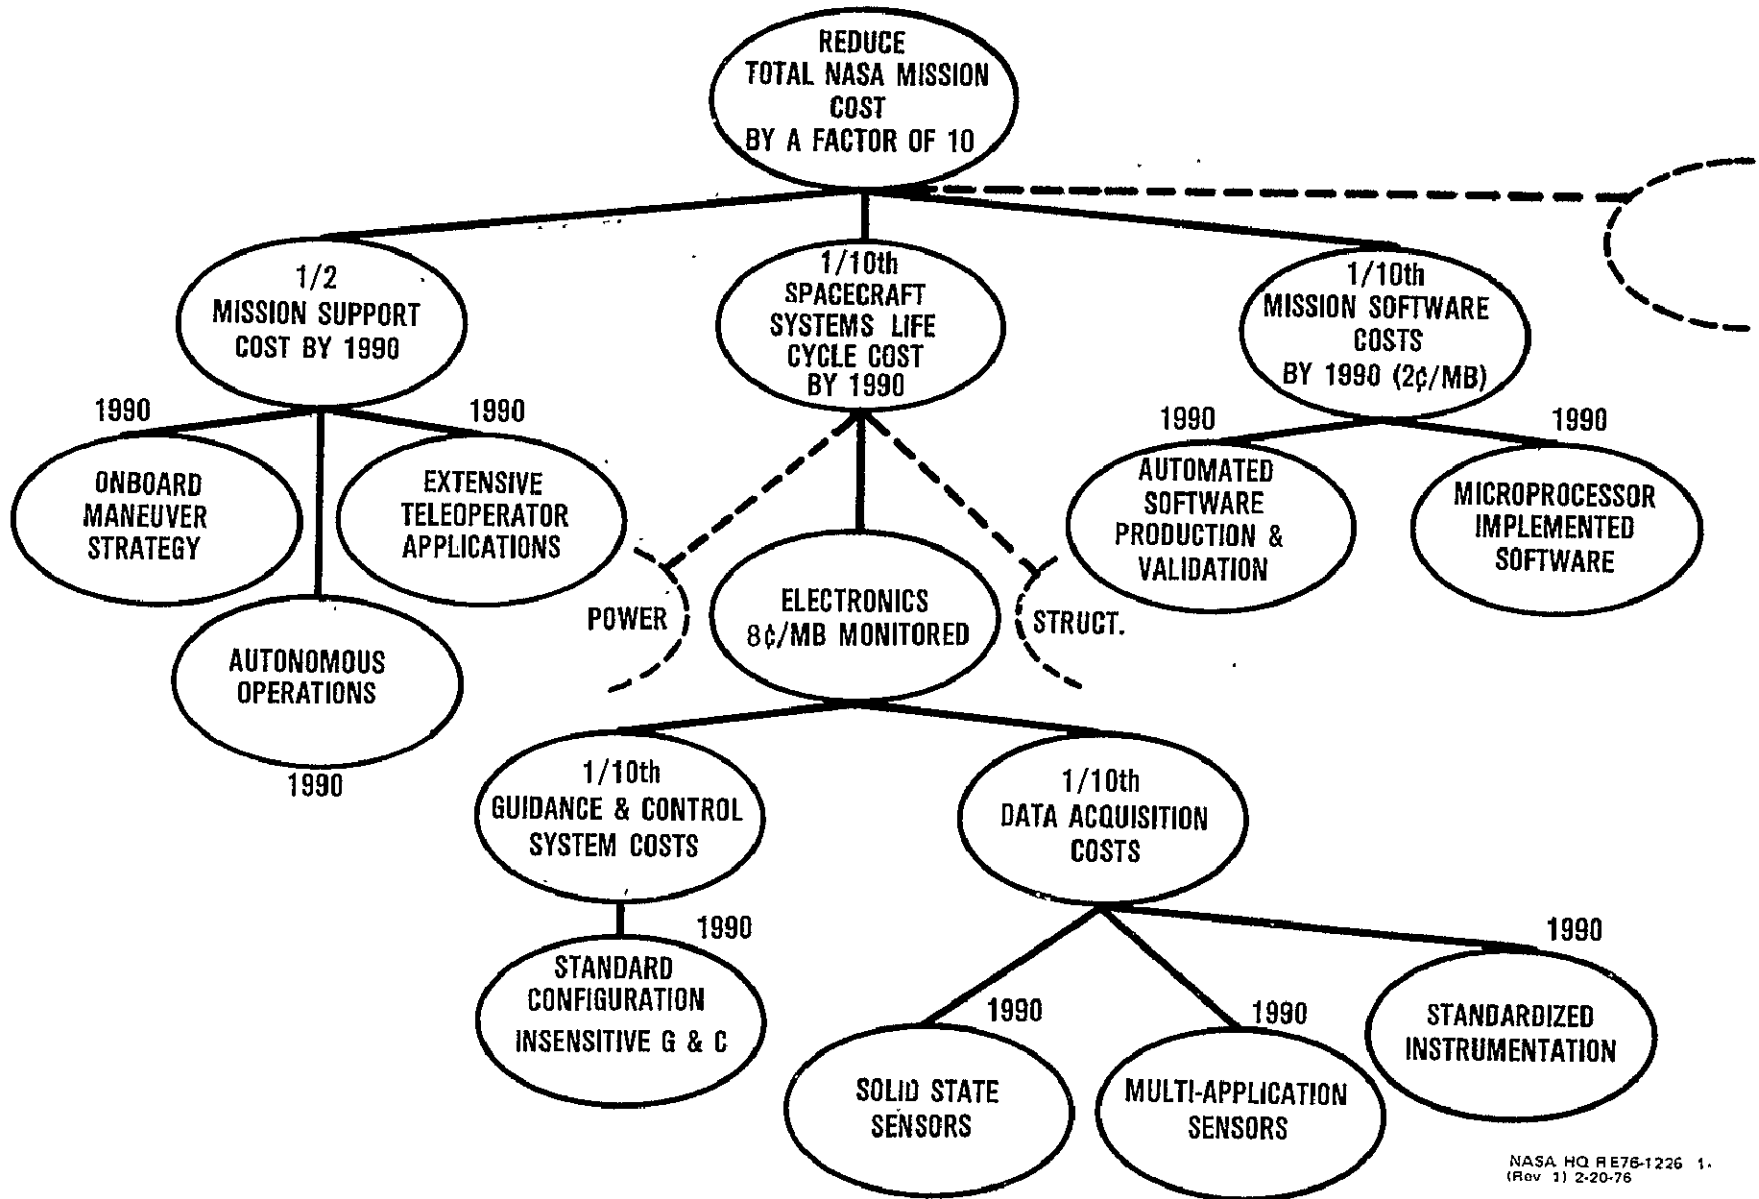 REDUCE
TOTAL NASA MISSION
COST
BY A FACTOR OF 10
1/2
MISSION SUPPORT
COST BY 1990
1/10th
SPACECRAFT
SYSTEMS LIFE
CYCLE COST
BY 1990
1/10th
MISSION SOFTWARE
COSTS
BY 1990 (2¢/MB)
1990
ONBOARD
MANEUVER
STRATEGY
1990
EXTENSIVE
TELEOPERATOR
APPLICATIONS
AUTONOMOUS
OPERATIONS
1990
POWER
ELECTRONICS
8¢/MB MONITORED
STRUCT.
1990
AUTOMATED
SOFTWARE
PRODUCTION &
VALIDATION
1990
MICROPROCESSOR
IMPLEMENTED
SOFTWARE
1/10th
GUIDANCE & CONTROL
SYSTEM COSTS
1/10th
DATA ACQUISITION
COSTS
1990
STANDARD
CONFIGURATION
INSENSITIVE G & C
1990
SOLID STATE
SENSORS
1990
MULTI-APPLICATION
SENSORS
1990
STANDARDIZED
INSTRUMENTATION
NASA HQ RE76-1226 1.
(Rev 1) 2-20-76